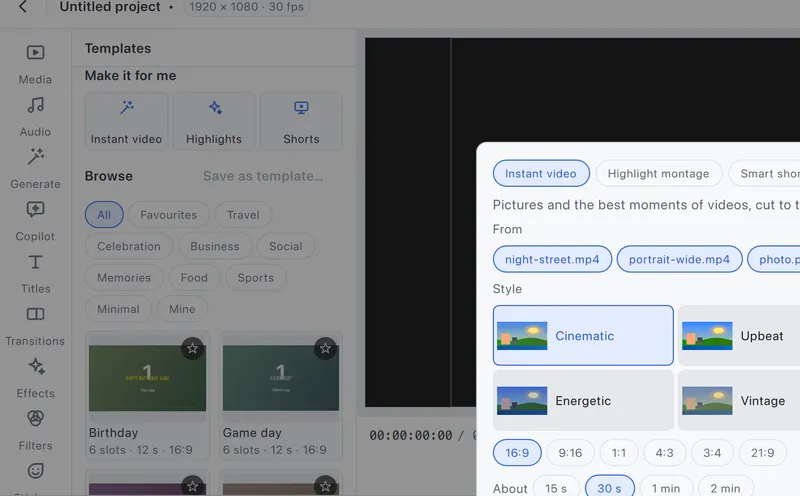 Untitled project • 1920 × 1080 · 30 fps
Media
Audio
Generate
Copilot
Titles
Transitions
Effects
Filters
Templates
Make it for me
Instant video
Highlights
Shorts
Browse
Save as template…
All
Favourites
Travel
Celebration
Business
Social
Memories
Food
Sports
Minimal
Mine
1
1
Birthday
6 slots · 12 s · 16:9
Game day
6 slots · 12 s · 16:9
00:00:00:00 /
Instant video
Highlight montage
Smart
Pictures and the best moments of videos, cut to
From
night-street.mp4
portrait-wide.mp4
Style
Cinematic
Upbeat
Energetic
Vintage
16:9
9:16
1:1
4:3
3:4
21:9
About
15 s
30 s
1 min
2 min